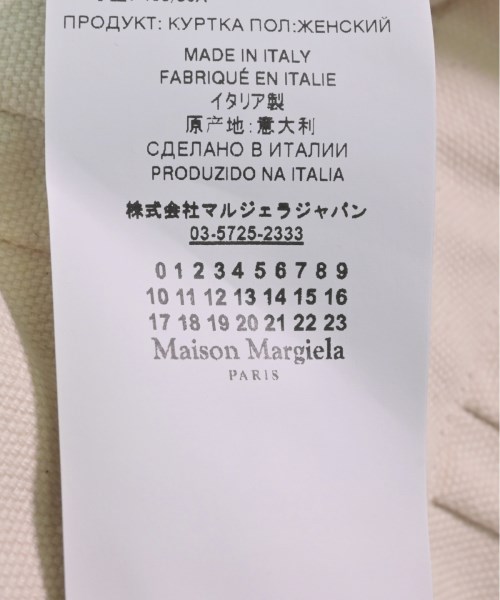 ПРОДУКТ: КУРТКА ПОЛ:ЖЕНСКИЙ
MADE IN ITALY
FABRIQUÉ EN ITALIE
イタリア製
原产地:意大利
СДЕЛАНО В ИТАЛИИ
PRODUZIDO NA ITALIA
株式会社マルジェラジャパン
03-5725-2333
0 1 2 3 4 5 6 7 8 9
10 11 12 13 14 15 16
17 18 19 20 21 22 23
Maison Margiela
PARIS